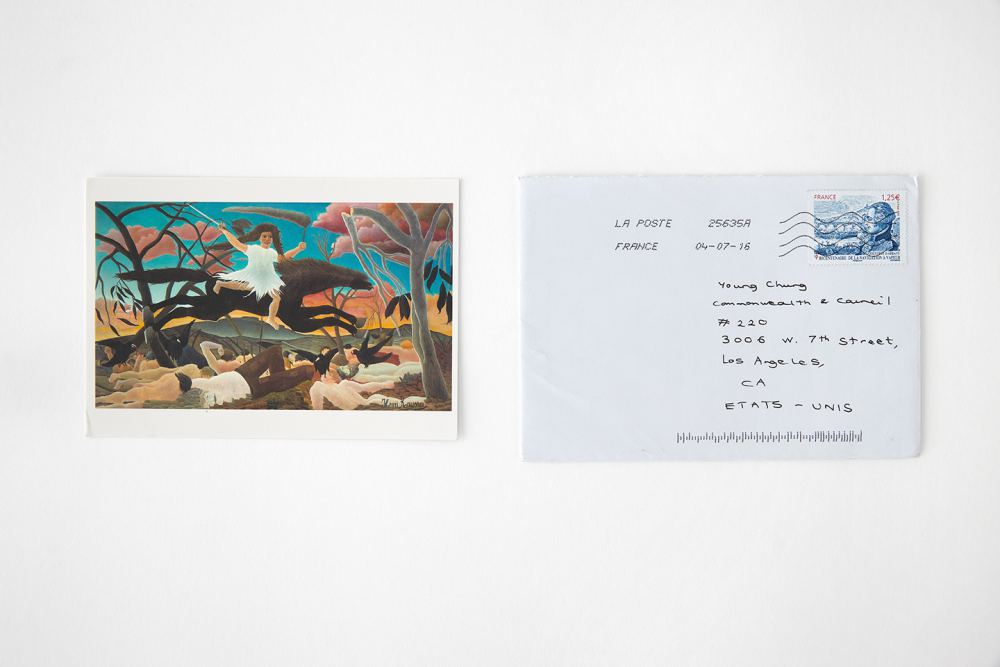 Henri Rousseau
LA POSTE 25635A
FRANCE 04-07-16
FRANCE 1,25€
BICENTENAIRE DE LA NAVIGATION À VAPEUR
Young Chung
Commonwealth & Council
# 220
3006 W. 7th Street,
Los Angeles,
CA
ETATS - UNIS